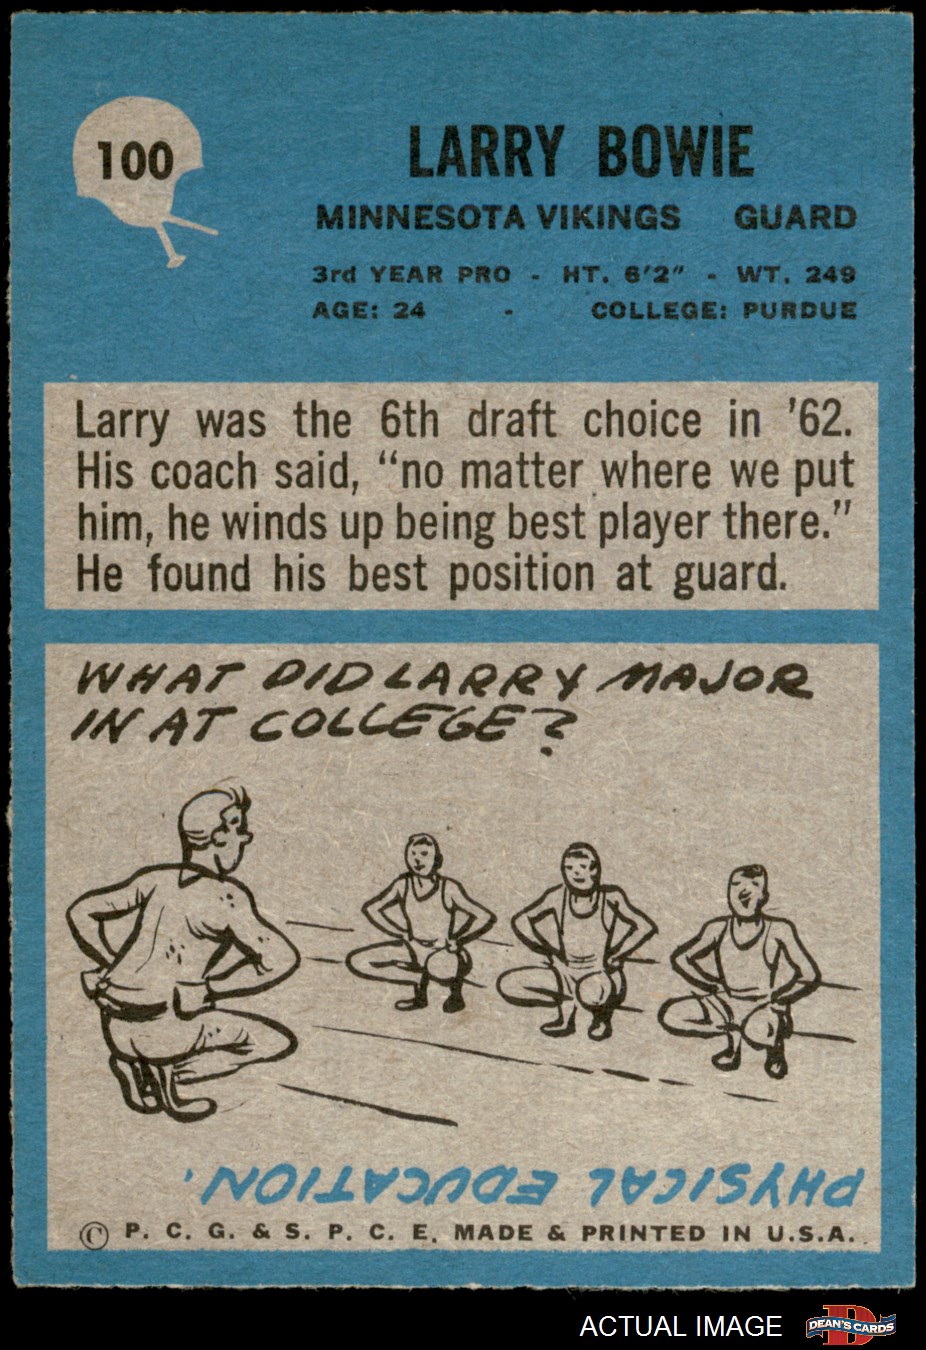 100
LARRY BOWIE
MINNESOTA VIKINGS GUARD
3rd YEAR PRO - HT. 6'2" - WT. 249
AGE: 24 - COLLEGE: PURDUE
Larry was the 6th draft choice in '62.
His coach said, "no matter where we put
him, he winds up being best player there."
He found his best position at guard.
WHAT DID LARRY MAJOR
IN AT COLLEGE?
PHYSICAL EDUCATION.
© P. C. G. & S. P. C. E. MADE & PRINTED IN U.S.A.
ACTUAL IMAGE
D
DEAN'S CARDS